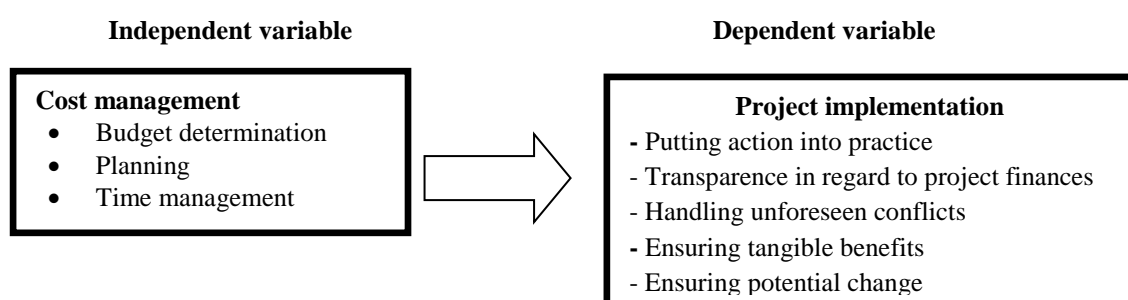 Independent variable
Dependent variable
Cost management
• Budget determination
• Planning
• Time management
Project implementation
- Putting action into practice
- Transparence in regard to project finances
- Handling unforeseen conflicts
- Ensuring tangible benefits
- Ensuring potential change